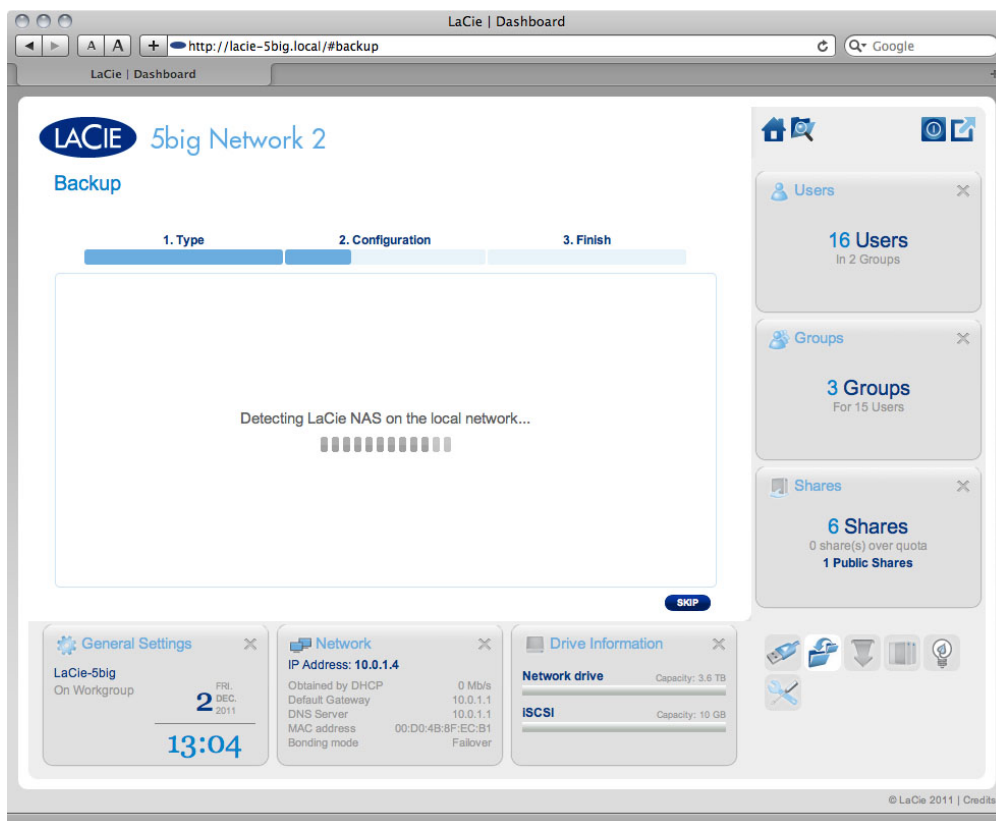 LaCie | Dashboard
A A + http://lacie-5big.local/#backup Google
LaCie | Dashboard +
LACIE 5big Network 2
Backup
1. Type 2. Configuration 3. Finish
Detecting LaCie NAS on the local network...
SKIP
Users
16 Users
In 2 Groups
Groups
3 Groups
For 15 Users
Shares
6 Shares
0 share(s) over quota
1 Public Shares
General Settings
LaCie-5big
On Workgroup
FRI.
2 DEC.
2011
13:04
Network
IP Address: 10.0.1.4
Obtained by DHCP 0 Mb/s
Default Gateway 10.0.1.1
DNS Server 10.0.1.1
MAC address 00:D0:4B:8F:EC:B1
Bonding mode Failover
Drive Information
Network drive Capacity: 3.6 TB
iSCSI Capacity: 10 GB
© LaCie 2011 | Credits